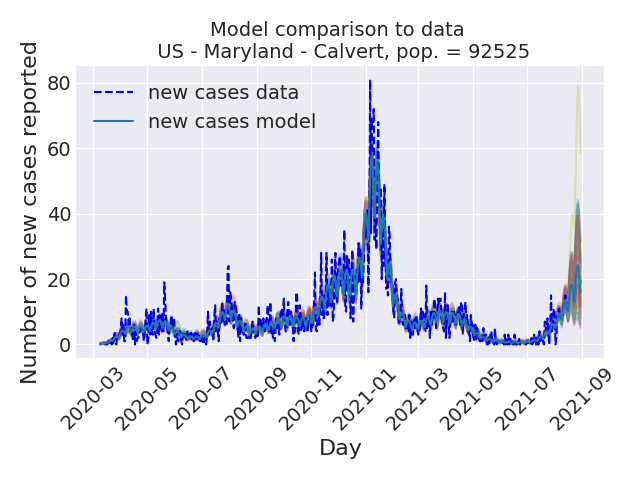 Model comparison to data
US - Maryland - Calvert, pop. = 92525
Number of new cases reported
80
60
40
20
0
new cases data
new cases model
2020-03
2020-05
2020-07
2020-09
2020-11
2021-01
2021-03
2021-05
2021-07
2021-09
Day